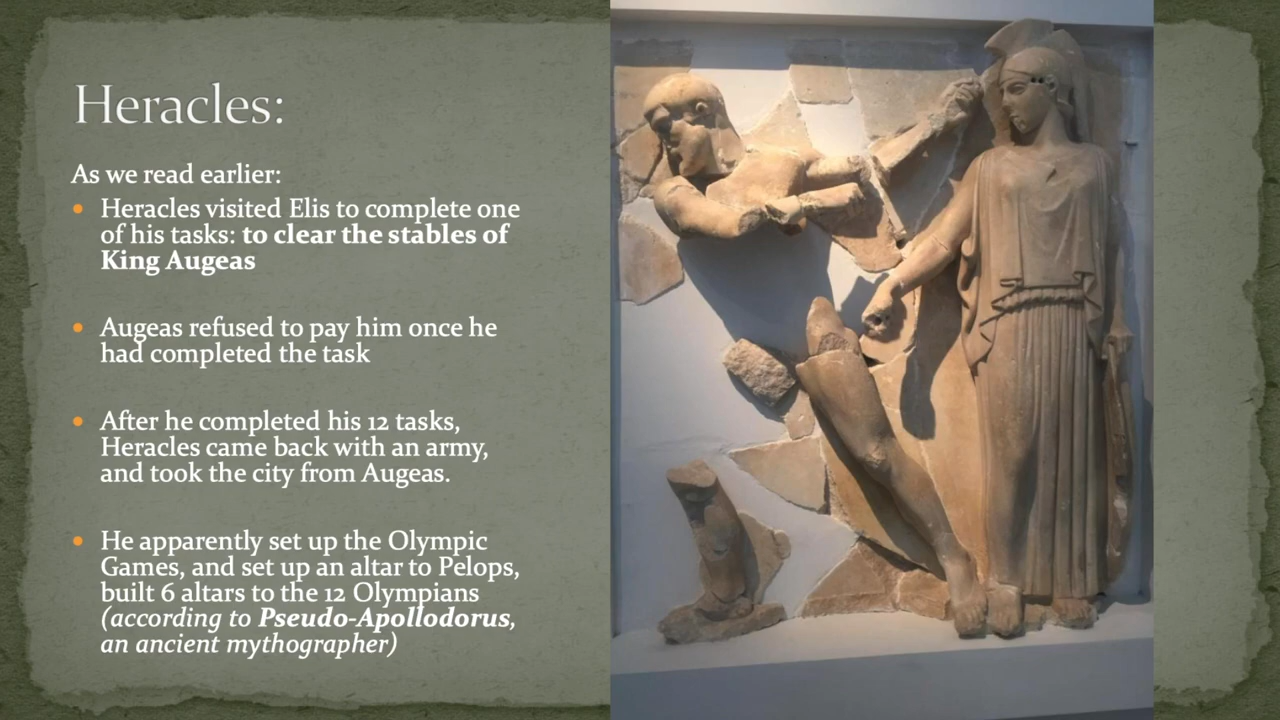 Heracles:
As we read earlier:
• Heracles visited Elis to complete one
of his tasks: to clear the stables of
King Augeas
• Augeas refused to pay him once he
had completed the task
• After he completed his 12 tasks,
Heracles came back with an army,
and took the city from Augeas.
• He apparently set up the Olympic
Games, and set up an altar to Pelops,
built 6 altars to the 12 Olympians
(according to Pseudo-Apollodorus,
an ancient mythographer)